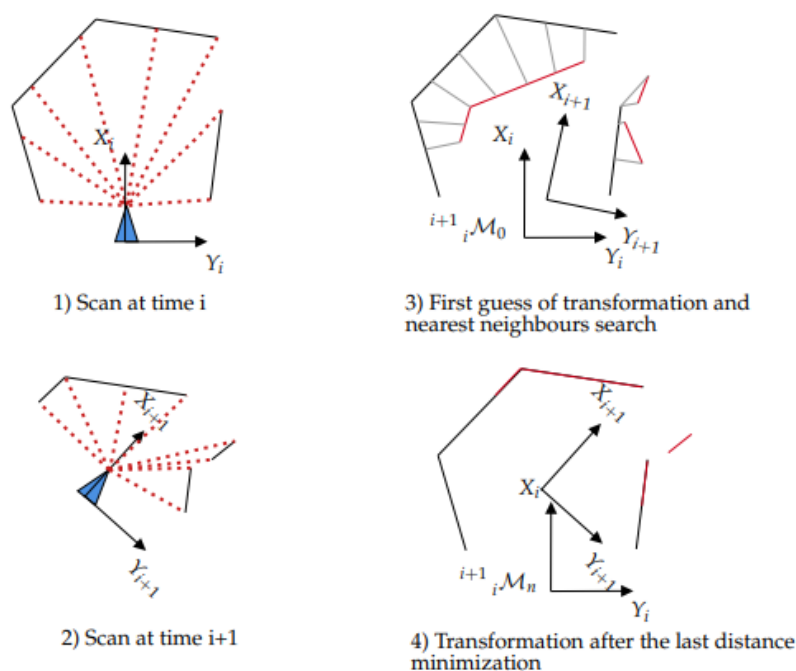 X_i
Y_i
1) Scan at time i
X_{i+1}
Y_{i+1}
2) Scan at time i+1
X_{i+1}
X_i
^{i+1}_i M_0
Y_{i+1}
Y_i
3) First guess of transformation and
nearest neighbours search
X_{i+1}
X_i
Y_{i+1}
^{i+1}_i M_n
Y_i
4) Transformation after the last distance
minimization